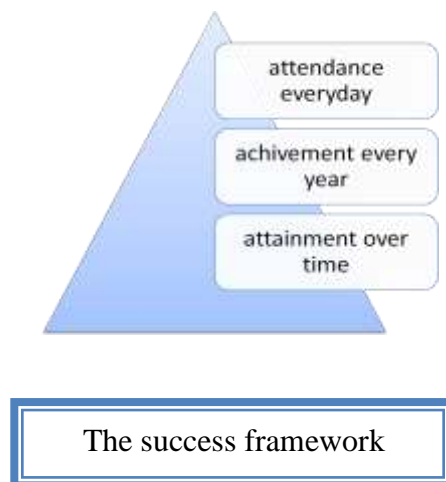 attendance
everyday
achivement every
year
attainment over
time
The success framework